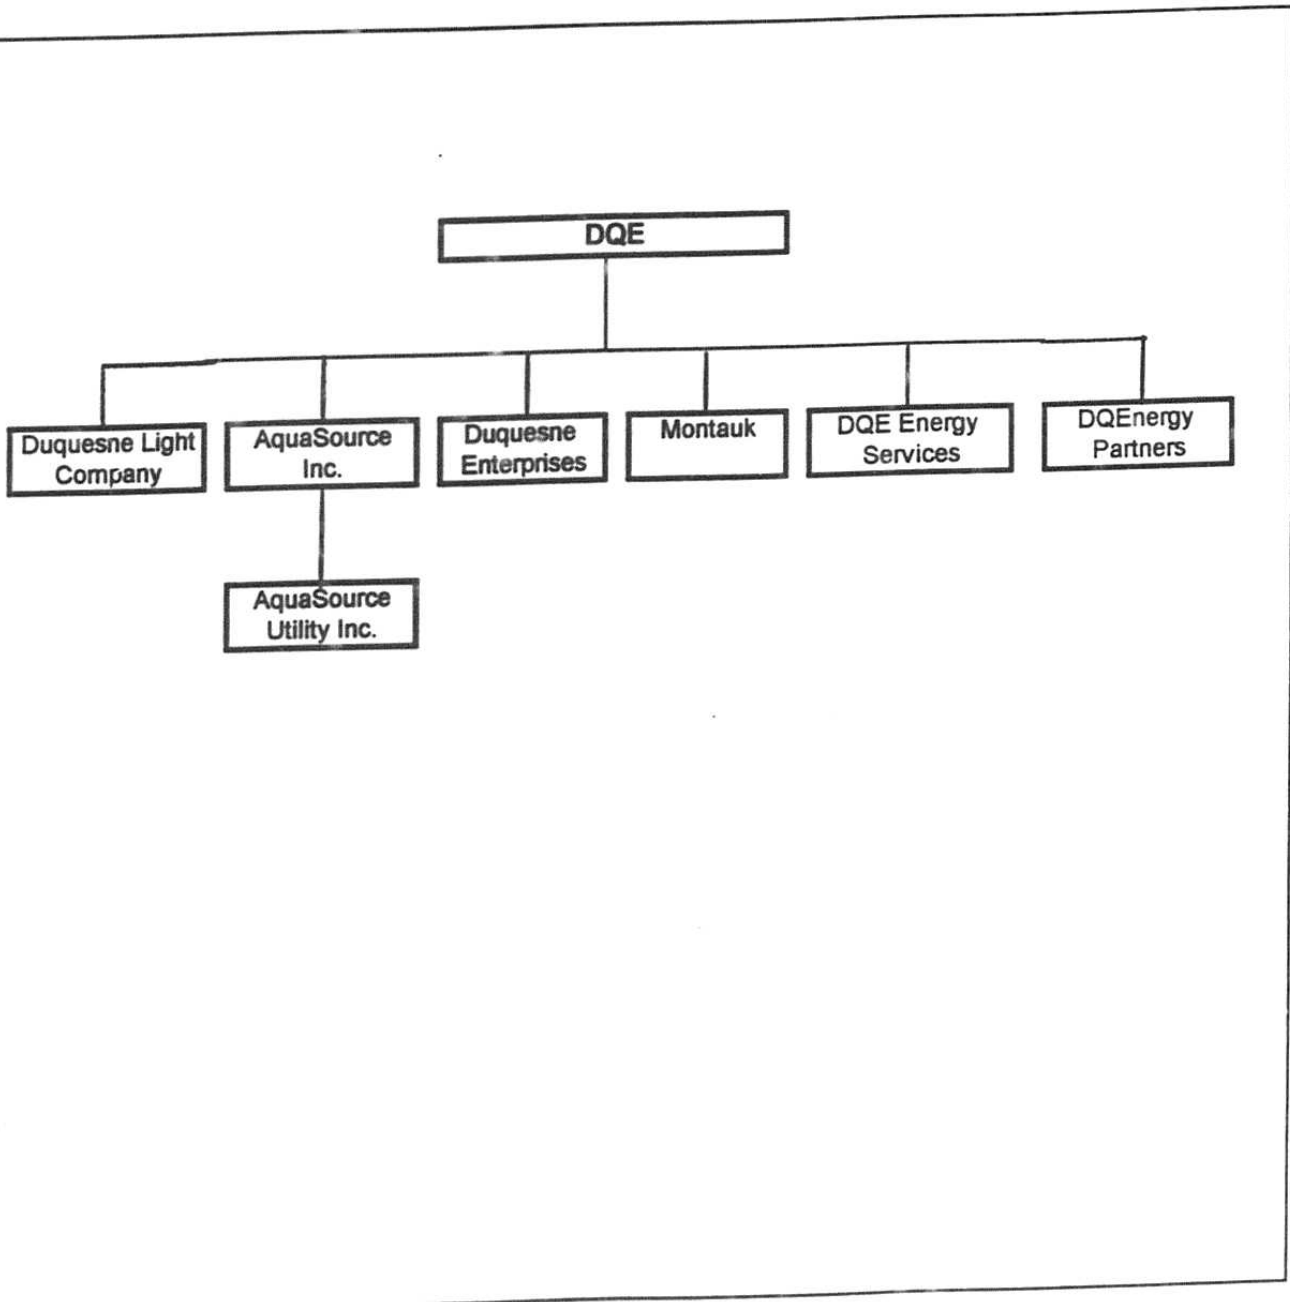 DQE
Duquesne Light
Company
AquaSource
Inc.
Duquesne
Enterprises
Montauk
DQE Energy
Services
DQEnergy
Partners
AquaSource
Utility Inc.